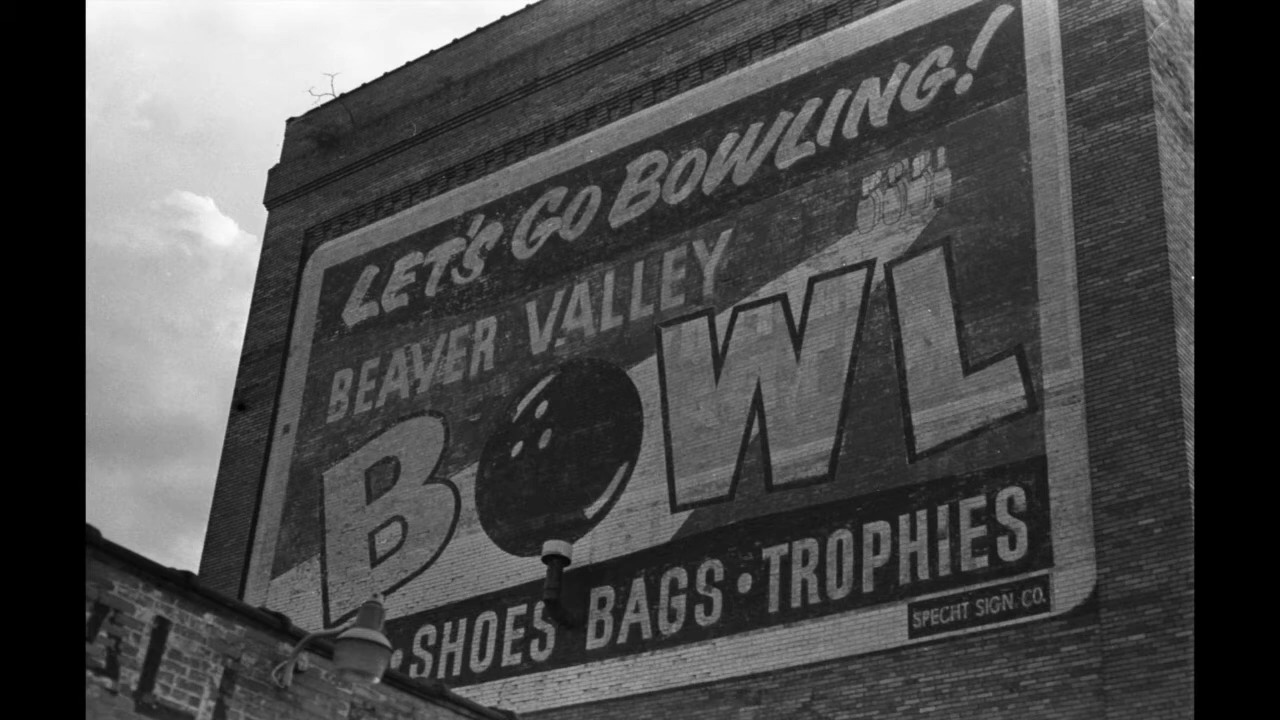 LET'S GO BOWLING!
BEAVER VALLEY
BOWL
• SHOES BAGS • TROPHIES
SPECHT SIGN. CO.